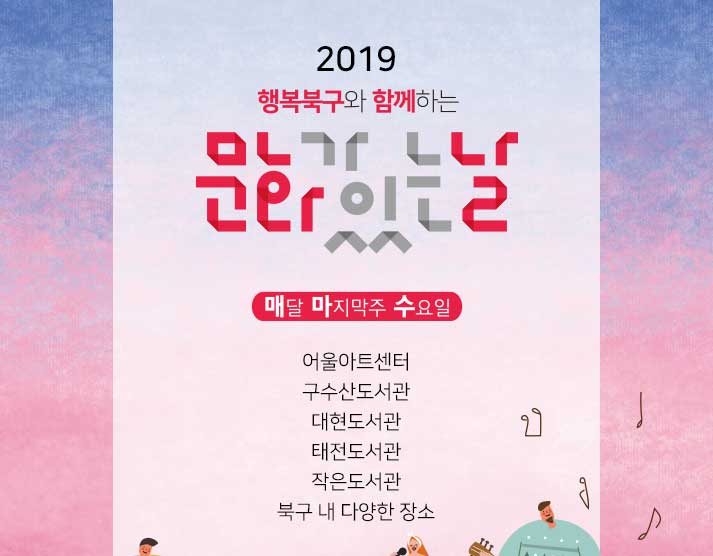 2019
행복북구와 함께하는
문화가있는날
매달 마지막주 수요일
어울아트센터
구수산도서관
대현도서관
태전도서관
작은도서관
북구 내 다양한 장소